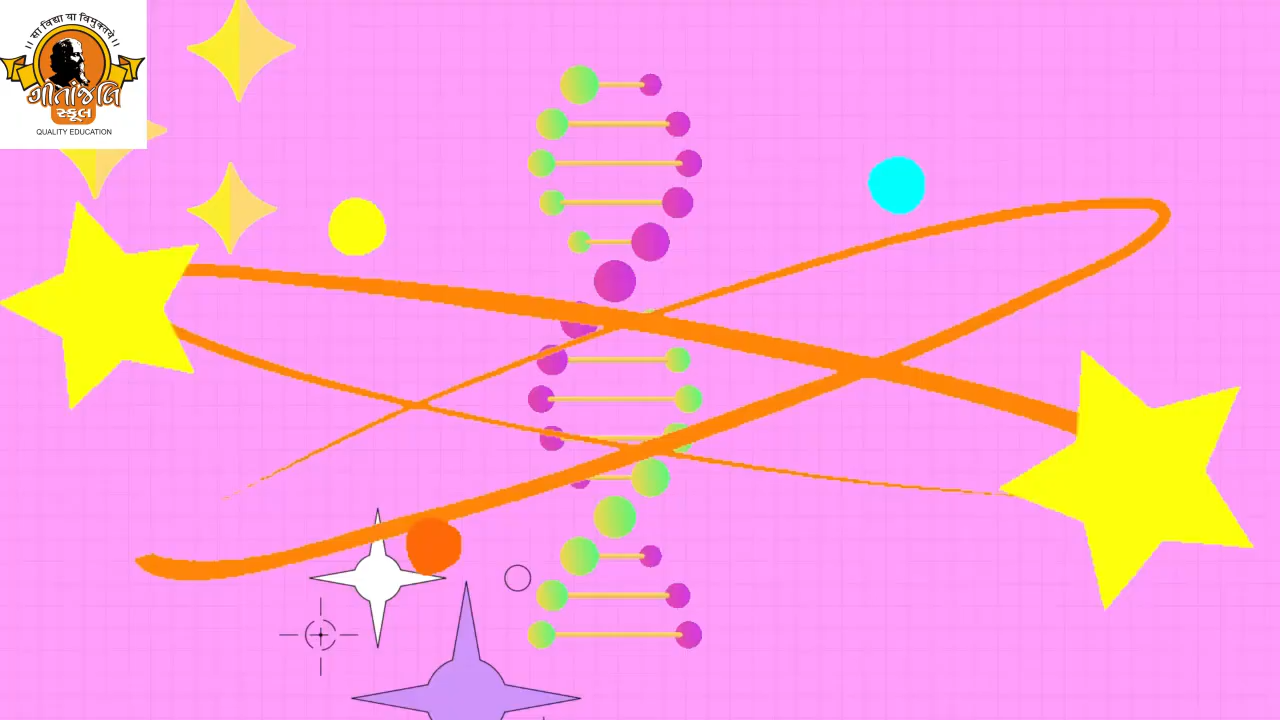 ।। सा विद्या या विमुक्तये ।।
ગીતાંજલિ
સ્કૂલ
QUALITY EDUCATION